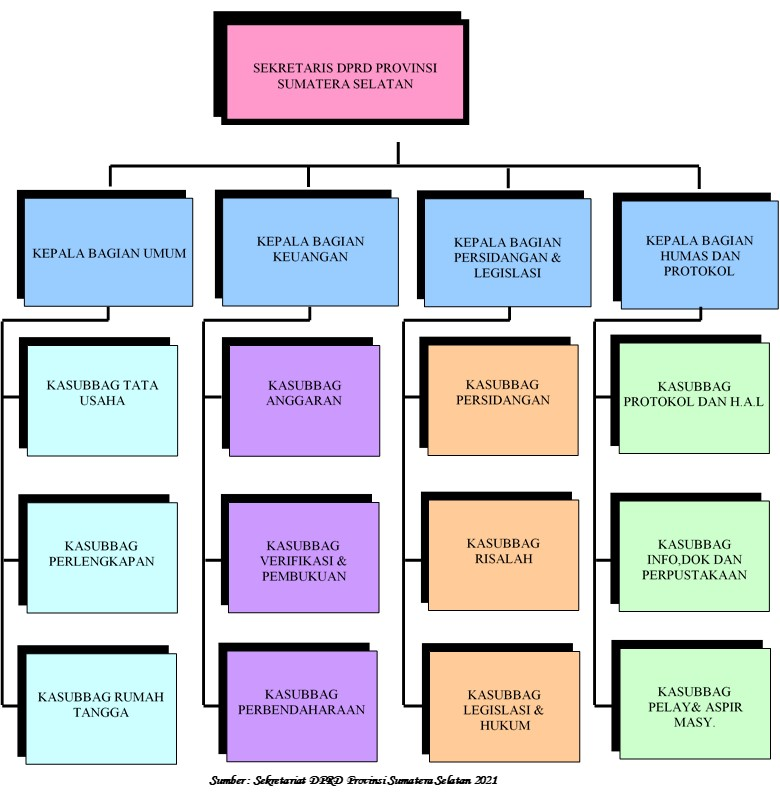 SEKRETARIS DPRD PROVINSI
SUMATERA SELATAN
KEPALA BAGIAN UMUM
KEPALA BAGIAN
KEUANGAN
KEPALA BAGIAN
PERSIDANGAN &
LEGISLASI
KEPALA BAGIAN
HUMAS DAN
PROTOKOL
KASUBBAG TATA
USAHA
KASUBBAG
ANGGARAN
KASUBBAG
PERSIDANGAN
KASUBBAG
PROTOKOL DAN H.A.L
KASUBBAG
PERLENGKAPAN
KASUBBAG
VERIFIKASI &
PEMBUKUAN
KASUBBAG
RISALAH
KASUBBAG
INFO,DOK DAN
PERPUSTAKAAN
KASUBBAG RUMAH
TANGGA
KASUBBAG
PERBENDAHARAAN
KASUBBAG
LEGISLASI &
HUKUM
KASUBBAG
PELAY& ASPIR
MASY.
Sumber : Sekretariat DPRD Provinsi Sumatera Selatan 2021